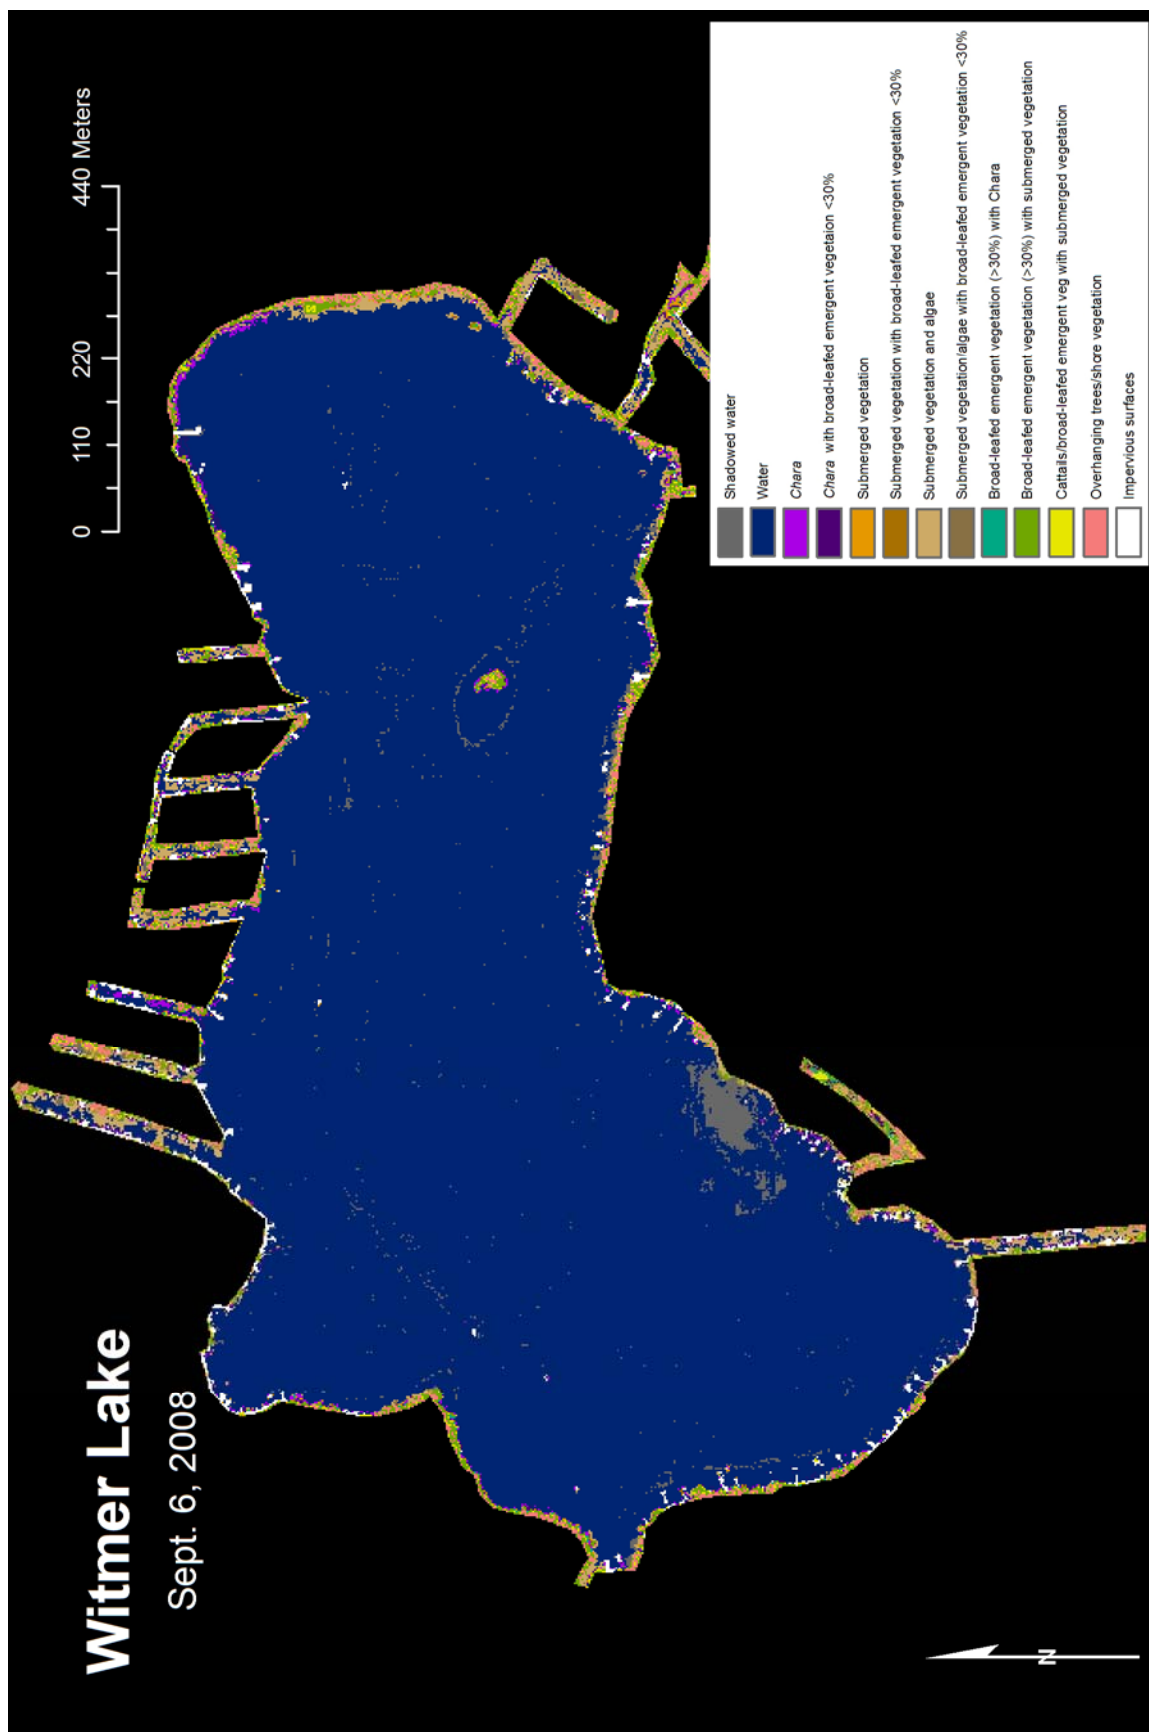 Witmer Lake
Sept. 6, 2008
0 110 220 440 Meters
Shadowed water
Water
Chara
Chara with broad-leafed emergent vegetaion <30%
Submerged vegetation
Submerged vegetation with broad-leafed emergent vegetation <30%
Submerged vegetation and algae
Submerged vegetation/algae with broad-leafed emergent vegetation <30%
Broad-leafed emergent vegetation (>30%) with Chara
Broad-leafed emergent vegetation (>30%) with submerged vegetation
Cattails/broad-leafed emergent veg with submerged vegetation
Overhanging trees/shore vegetation
Impervious surfaces
N